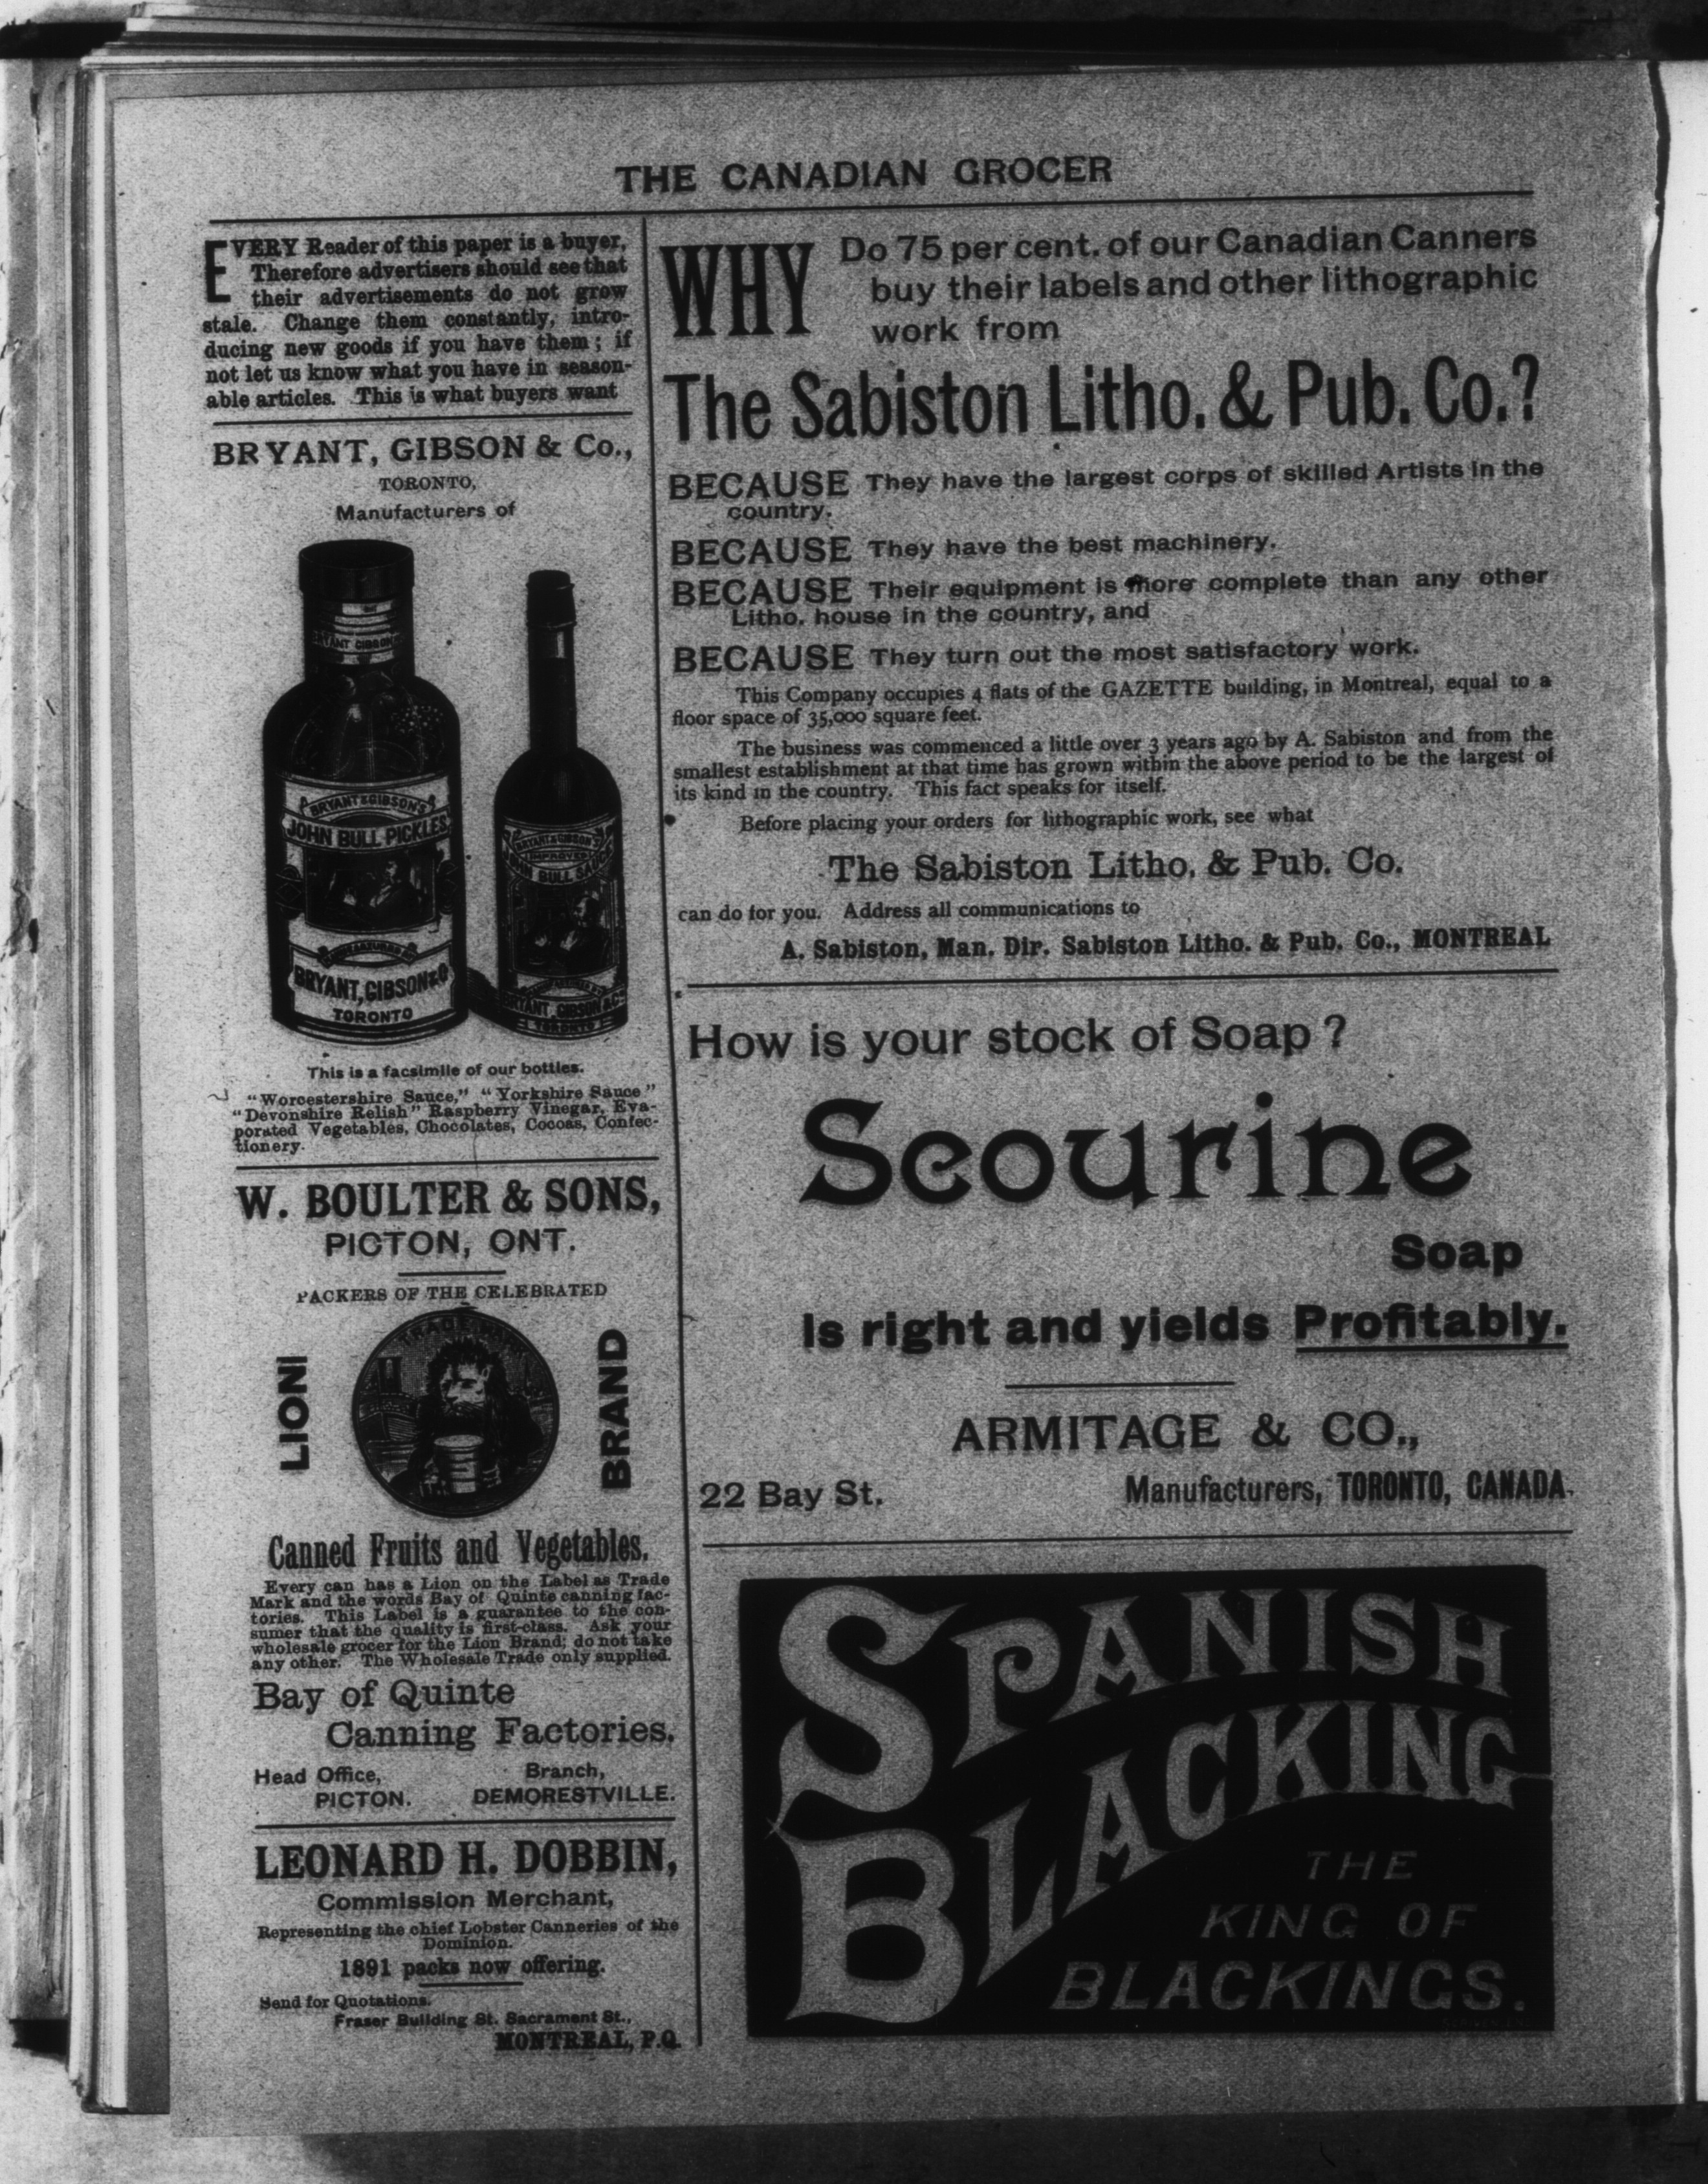 THE CANADIAN GROCER
EVERY Reader of this paper is a buyer,
Therefore advertisers should see that
their advertisements do not grow
stale. Change them constantly, intro-
ducing new goods if you have them; if
not let us know what you have in season-
able articles. This is what buyers want
BRYANT, GIBSON & Co.,
TORONTO,
Manufacturers of
BRYANT GIBSON
BRYANT & GIBSON'S
JOHN BULL PICKLES
BRYANT, GIBSON & CO
TORONTO
BRYANT & GIBSON'S
IMPROVED
JOHN BULL SAUCE
BRYANT, GIBSON & CO
TORONTO
This is a facsimile of our bottles.
"Worcestershire Sauce," "Yorkshire Sauce"
"Devonshire Relish" Raspberry Vinegar, Eva-
porated Vegetables, Chocolates, Cocoas, Confec-
tionery.
W. BOULTER & SONS,
PICTON, ONT.
PACKERS OF THE CELEBRATED
LION
TRADE MARK
BRAND
Canned Fruits and Vegetables.
Every can has a Lion on the Label as Trade
Mark and the words Bay of Quinte canning fac-
tories. This Label is a guarantee to the con-
sumer that the quality is first-class. Ask your
wholesale grocer for the Lion Brand; do not take
any other. The Wholesale Trade only supplied.
Bay of Quinte
Canning Factories.
Head Office,
PICTON.
Branch,
DEMORESTVILLE.
LEONARD H. DOBBIN,
Commission Merchant,
Representing the chief Lobster Canneries of the
Dominion.
1891 packs now offering.
Send for Quotations.
Fraser Building St. Sacrament St.,
MONTREAL, P.Q.
WHY Do 75 per cent. of our Canadian Canners
buy their labels and other lithographic
work from
The Sabiston Litho. & Pub. Co.?
BECAUSE They have the largest corps of skilled Artists in the
country.
BECAUSE They have the best machinery.
BECAUSE Their equipment is more complete than any other
Litho. house in the country, and
BECAUSE They turn out the most satisfactory work.
This Company occupies 4 flats of the GAZETTE building, in Montreal, equal to a
floor space of 35,000 square feet.
The business was commenced a little over 3 years ago by A. Sabiston and from the
smallest establishment at that time has grown within the above period to be the largest of
its kind in the country. This fact speaks for itself.
Before placing your orders for lithographic work, see what
The Sabiston Litho. & Pub. Co.
can do for you. Address all communications to
A. Sabiston, Man. Dir. Sabiston Litho. & Pub. Co., MONTREAL
How is your stock of Soap?
Scourine
Soap
Is right and yields Profitably.
ARMITAGE & CO.,
22 Bay St. Manufacturers, TORONTO, CANADA.
SPANISH
BLACKING
THE
KING OF
BLACKINGS.